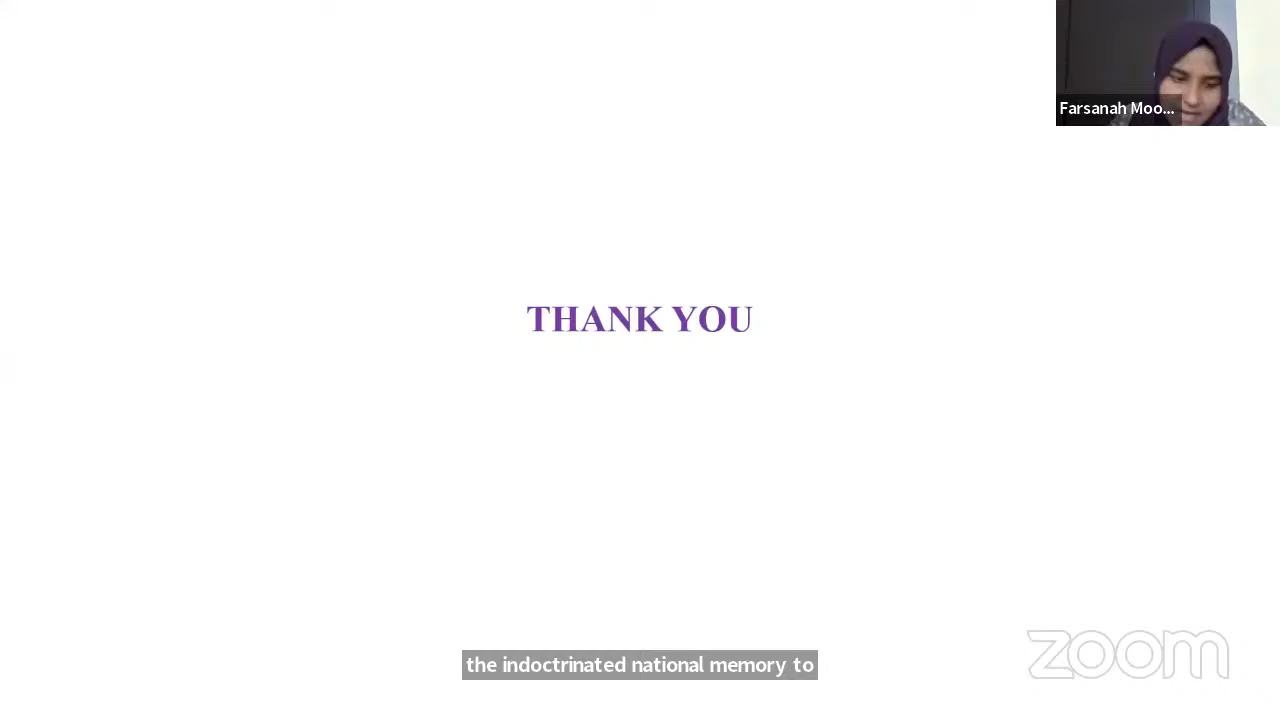 Farsanah Moo...
THANK YOU
the indoctrinated national memory to
zoom